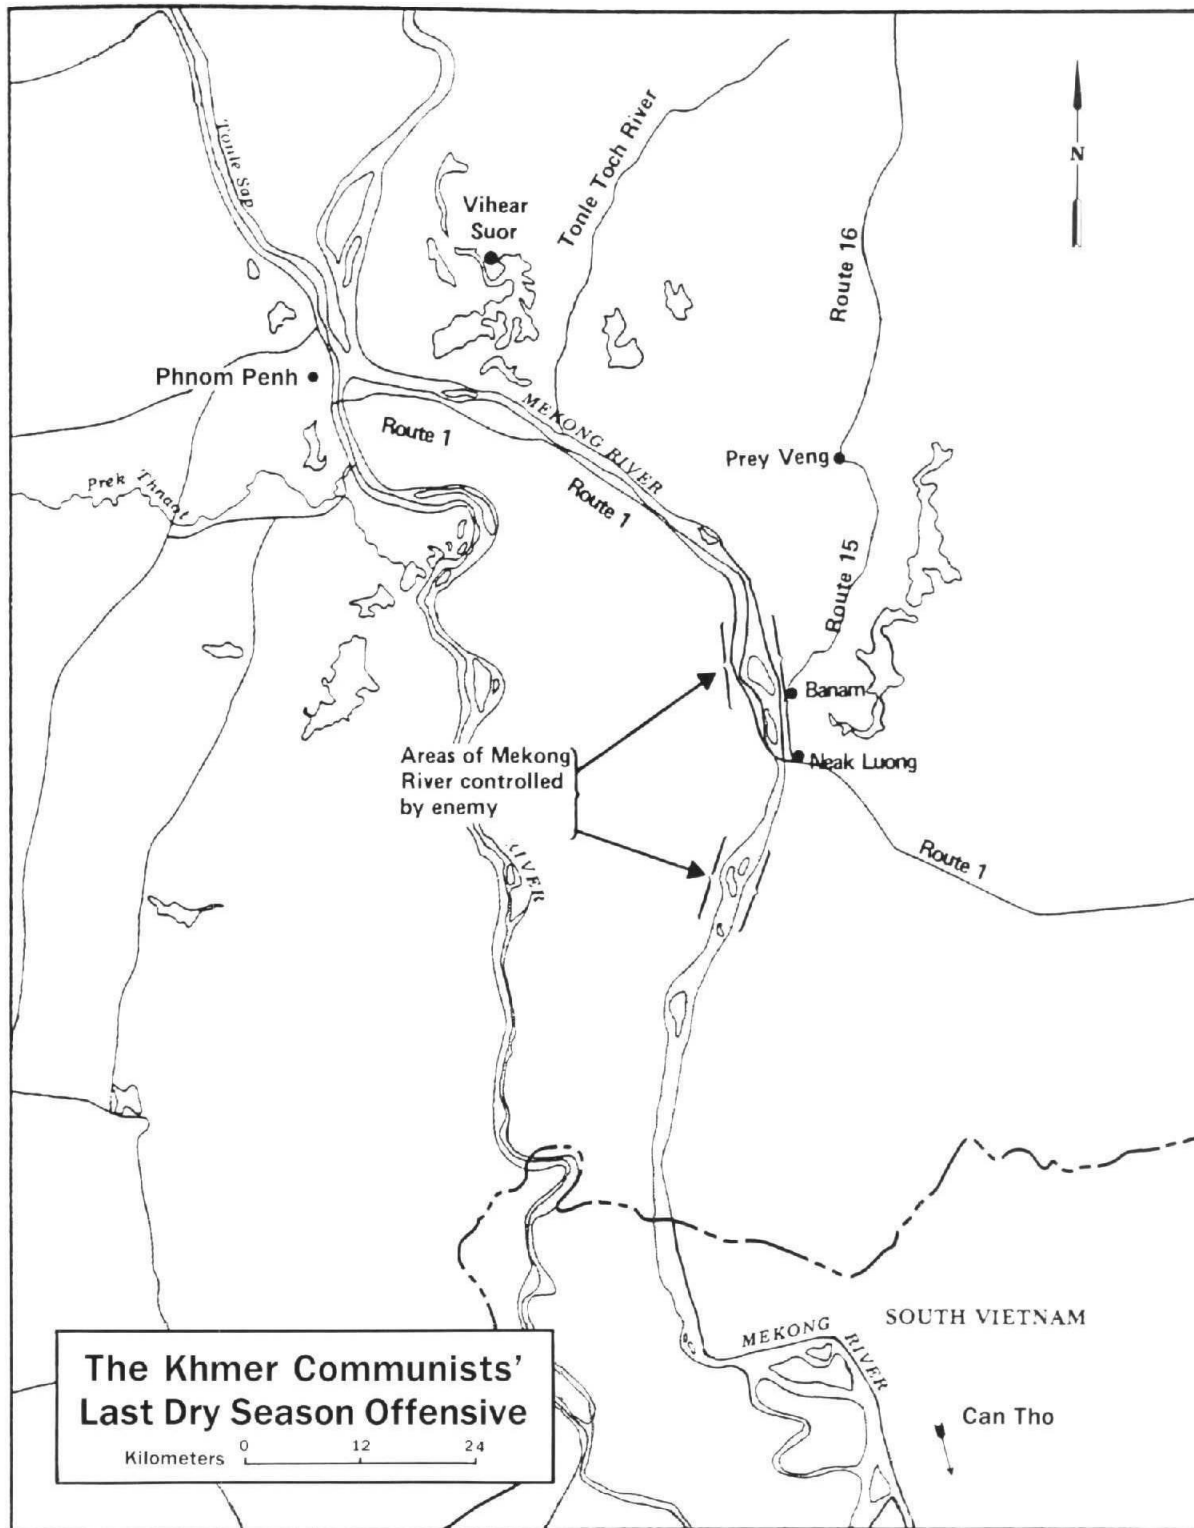 Tonle Sap
Vihear
Suor
Tonle Toch River
N
Route 16
Phnom Penh
Route 1
MEKONG RIVER
Route 1
Prey Veng
Prek Thnaot
Route 15
Banam
Areas of Mekong
River controlled
by enemy
Neak Luong
RIVER
Route 1
SOUTH VIETNAM
MEKONG RIVER
Can Tho
The Khmer Communists’
Last Dry Season Offensive
Kilometers 0 12 24